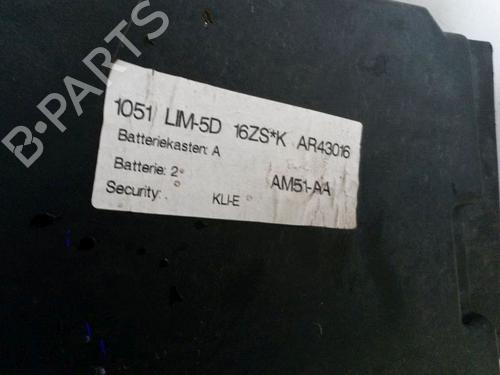 B-PARTS
1051 LIM-5D 16ZS*K AR43016
Batteriekasten: A
Batterie: 2
AM51-AA
Security: .
KLI-E